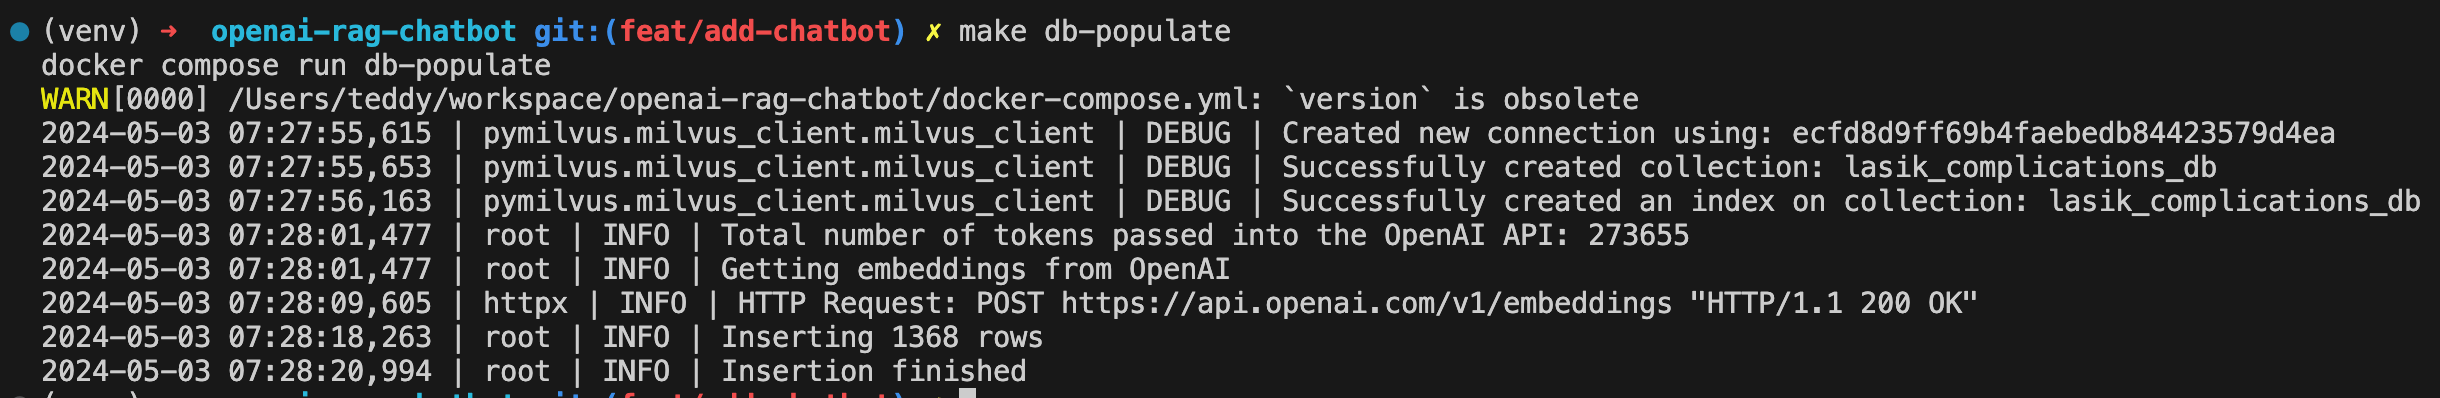 (venv) ➜ openai-rag-chatbot git:(feat/add-chatbot) ✗ make db-populate
docker compose run db-populate
WARN[0000] /Users/teddy/workspace/openai-rag-chatbot/docker-compose.yml: `version` is obsolete
2024-05-03 07:27:55,615 | pymilvus.milvus_client.milvus_client | DEBUG | Created new connection using: ecfd8d9ff69b4faebedb84423579d4ea
2024-05-03 07:27:55,653 | pymilvus.milvus_client.milvus_client | DEBUG | Successfully created collection: lasik_complications_db
2024-05-03 07:27:56,163 | pymilvus.milvus_client.milvus_client | DEBUG | Successfully created an index on collection: lasik_complications_db
2024-05-03 07:28:01,477 | root | INFO | Total number of tokens passed into the OpenAI API: 273655
2024-05-03 07:28:01,477 | root | INFO | Getting embeddings from OpenAI
2024-05-03 07:28:09,605 | httpx | INFO | HTTP Request: POST https://api.openai.com/v1/embeddings "HTTP/1.1 200 OK"
2024-05-03 07:28:18,263 | root | INFO | Inserting 1368 rows
2024-05-03 07:28:20,994 | root | INFO | Insertion finished